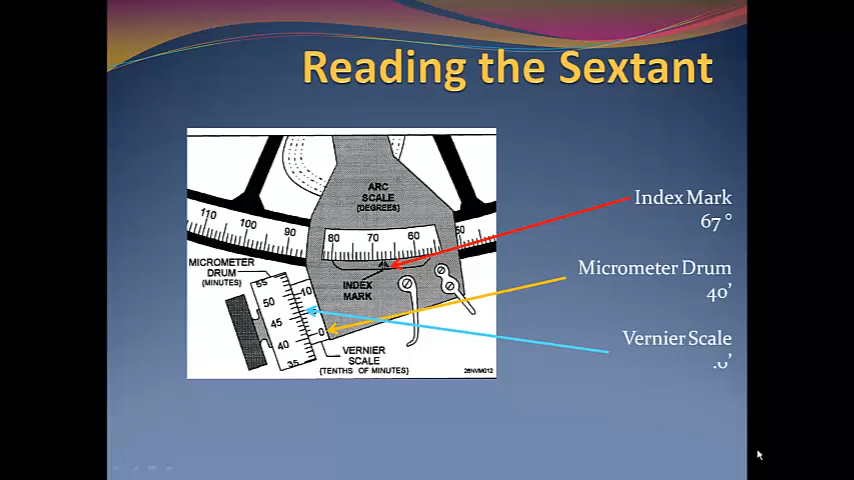 Reading the Sextant
ARC
SCALE
(DEGREES)
110
100
90
80
70
60
50
MICROMETER
DRUM
(MINUTES)
INDEX
MARK
55
50
45
40
35
10
0
VERNIER
SCALE
(TENTHS OF MINUTES)
26NVM012
Index Mark
67 °
Micrometer Drum
40’
Vernier Scale
.0’